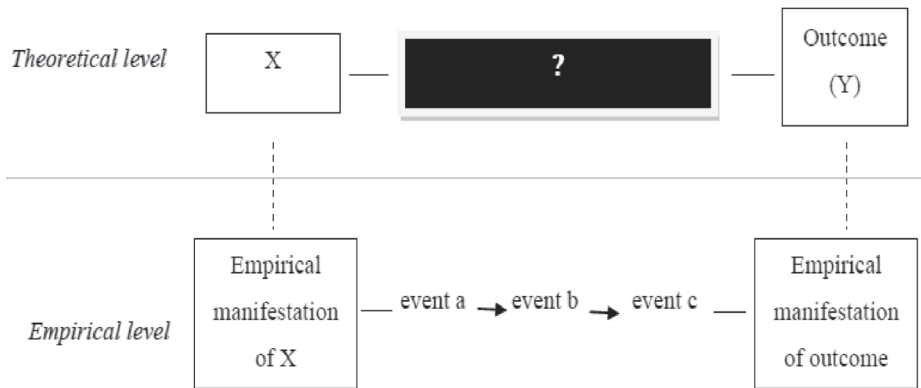 Theoretical level
X
?
Outcome
(Y)
Empirical
manifestation
of X
event a
event b
event c
Empirical
manifestation
of outcome
Empirical level